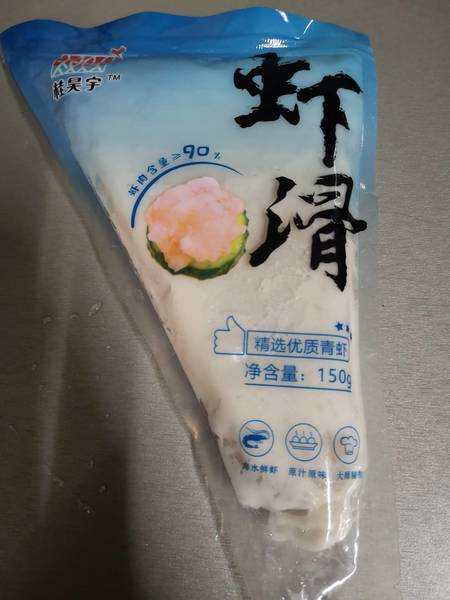 桂昊宇™
虾滑
虾肉含量≥90%
精选优质青虾
净含量：150g
海水鲜虾
原汁原味